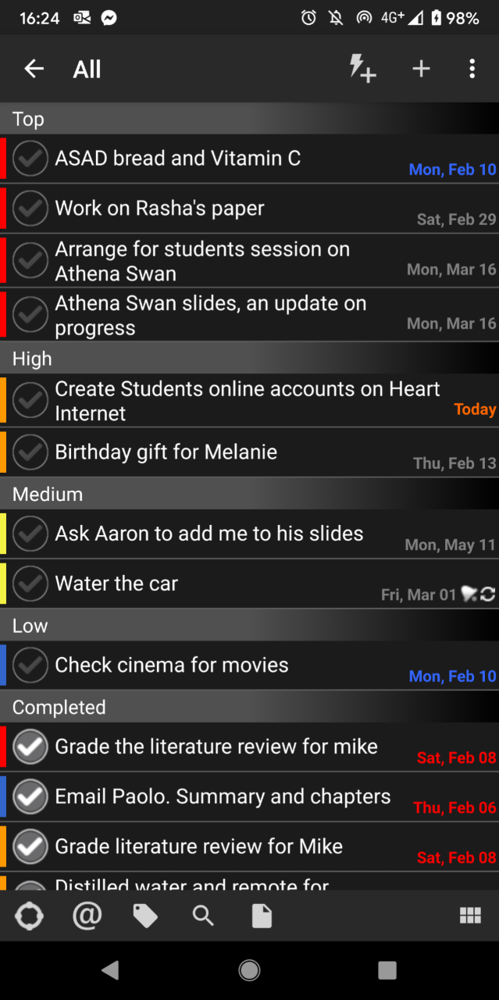 16:24 4G+ 98%
All
Top
ASAD bread and Vitamin C
Mon, Feb 10
Work on Rasha's paper
Sat, Feb 29
Arrange for students session on
Athena Swan
Mon, Mar 16
Athena Swan slides, an update on
progress
Mon, Mar 16
High
Create Students online accounts on Heart
Internet
Today
Birthday gift for Melanie
Thu, Feb 13
Medium
Ask Aaron to add me to his slides
Mon, May 11
Water the car
Fri, Mar 01
Low
Check cinema for movies
Mon, Feb 10
Completed
Grade the literature review for mike
Sat, Feb 08
Email Paolo. Summary and chapters
Thu, Feb 06
Grade literature review for Mike
Sat, Feb 08
Distilled water and remote for